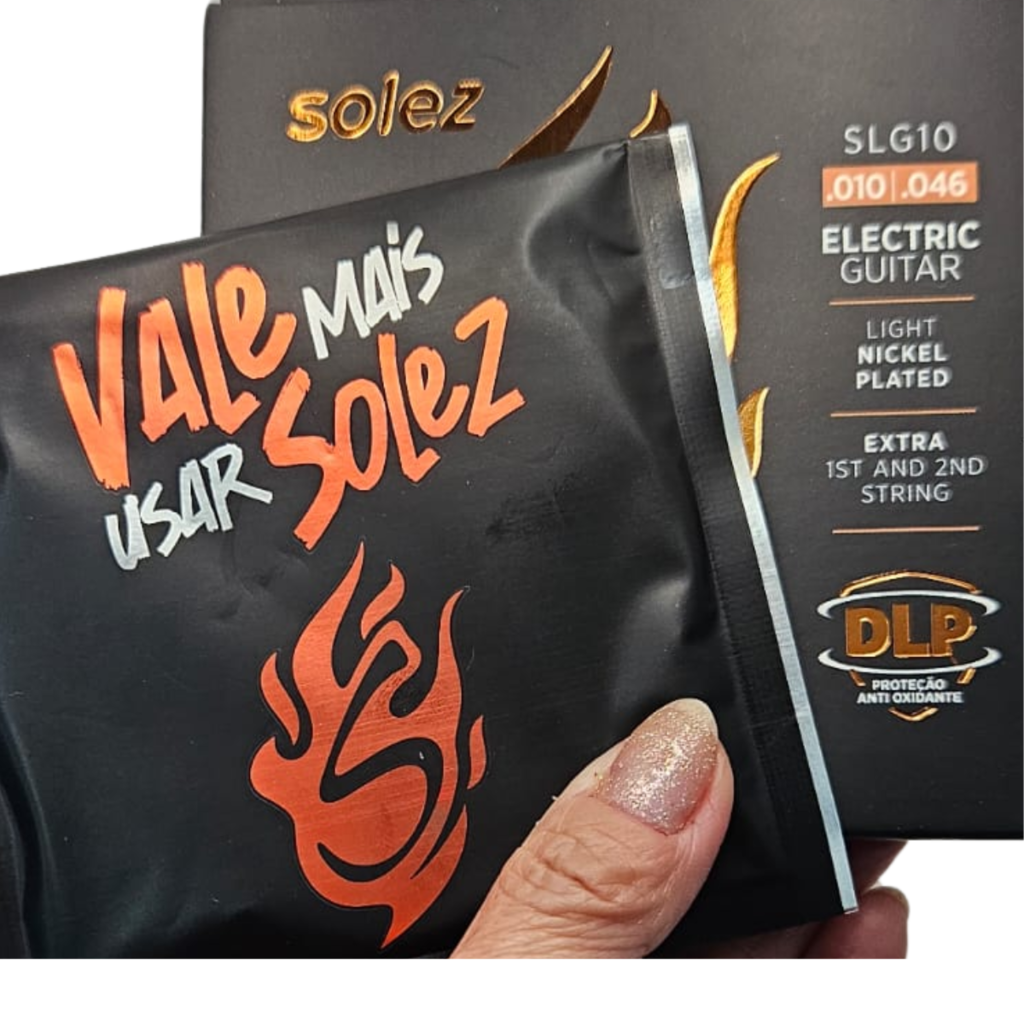 solez
SLG10
.010 | .046
ELECTRIC
GUITAR
LIGHT
NICKEL
PLATED
EXTRA
1ST AND 2ND
STRING
DLP
PROTEÇÃO
ANTI OXIDANTE
VALE MAIS
USAR SOLEZ